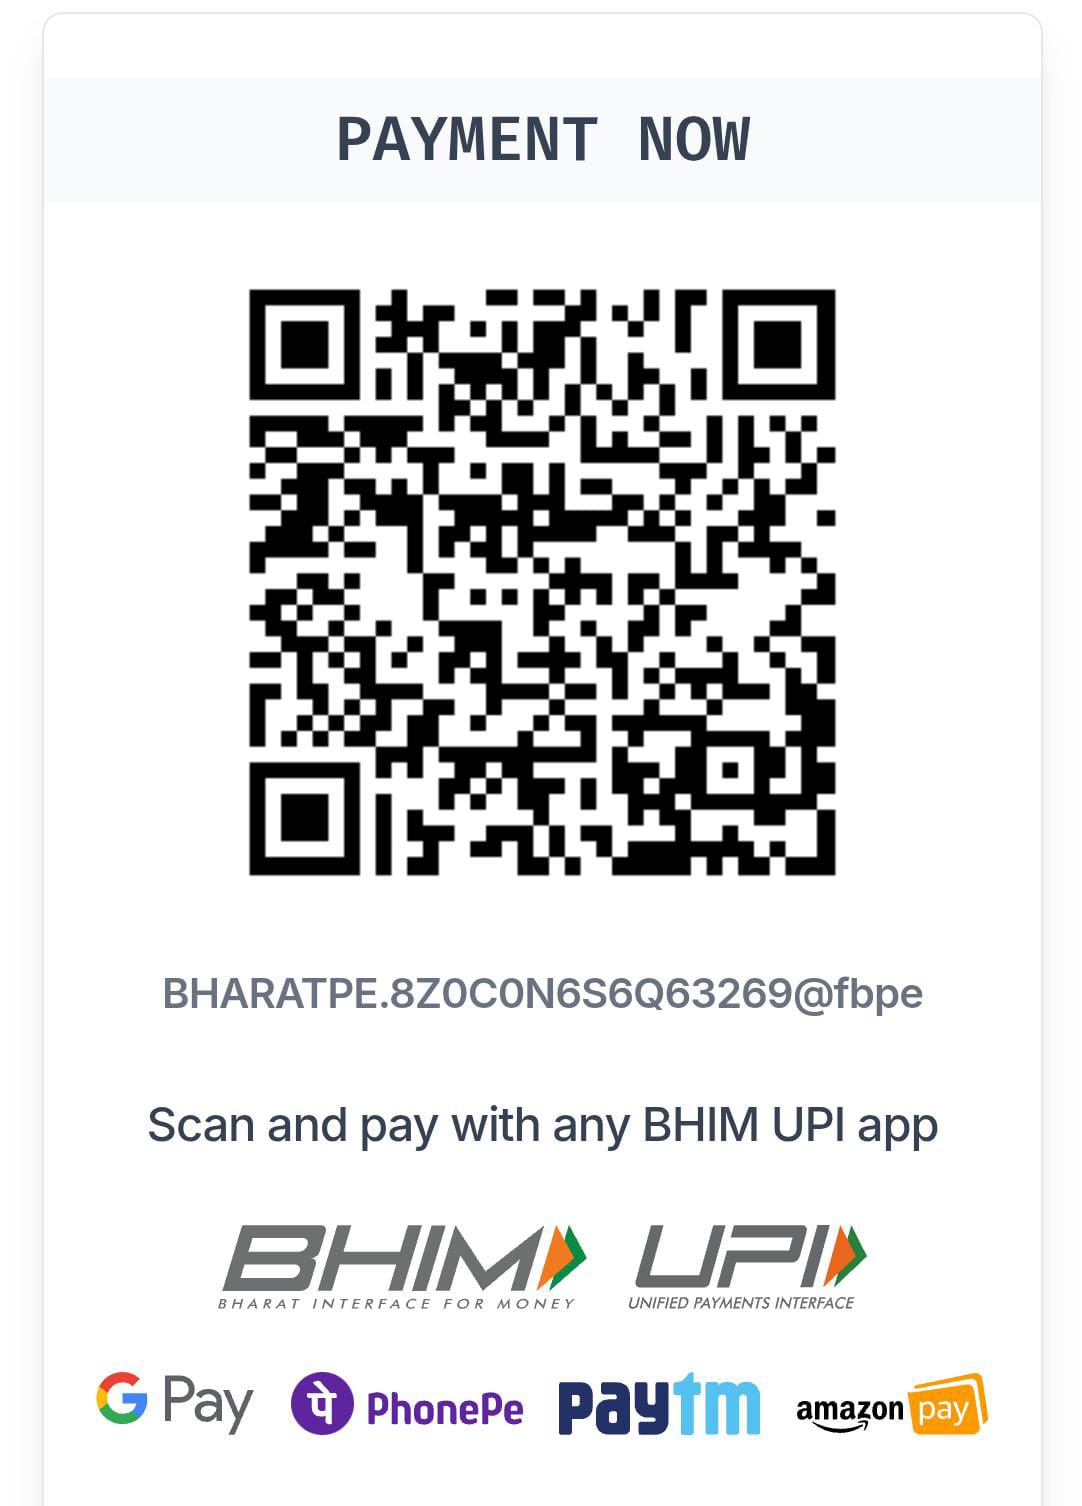 PAYMENT NOW
BHARATPE.8Z0C0N6S6Q63269@fbpe
Scan and pay with any BHIM UPI app
BHIM UPI
BHARAT INTERFACE FOR MONEY UNIFIED PAYMENTS INTERFACE
G Pay पे PhonePe paytm amazon pay